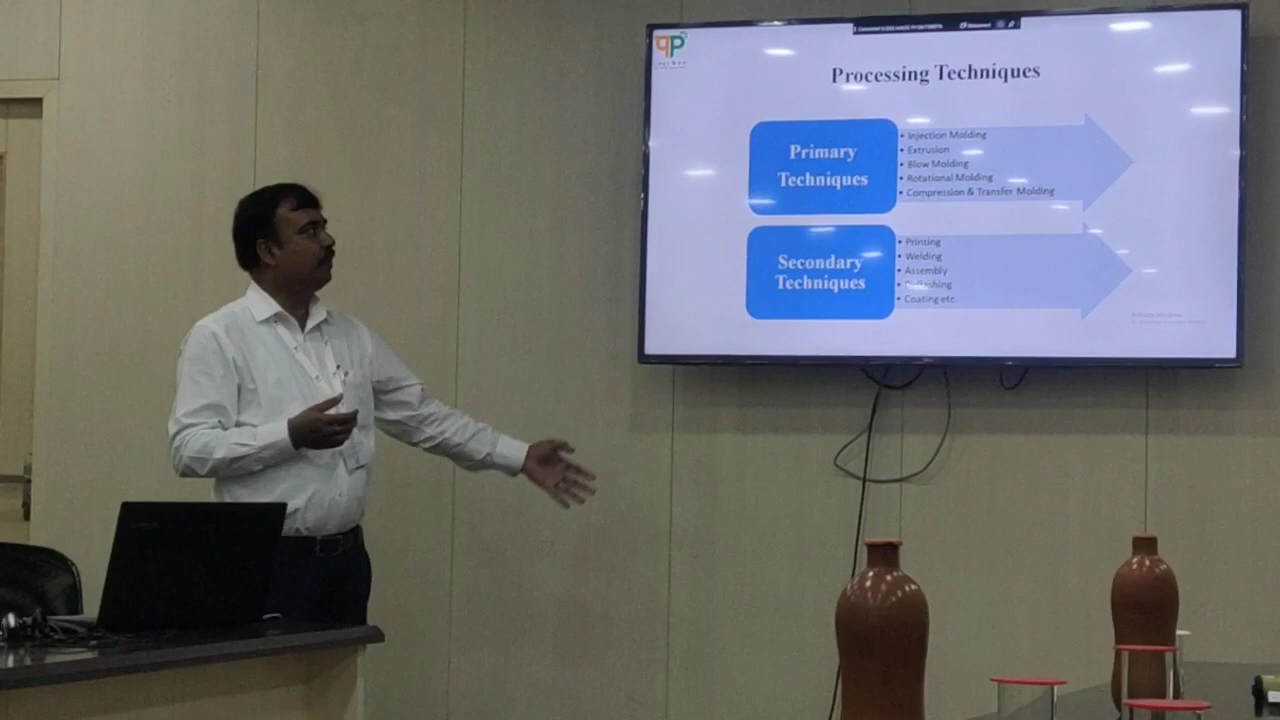 Processing Techniques
Primary
Techniques
• Injection Molding
• Extrusion
• Blow Molding
• Rotational Molding
• Compression & Transfer Molding
Secondary
Techniques
• Printing
• Welding
• Assembly
• Coating etc.